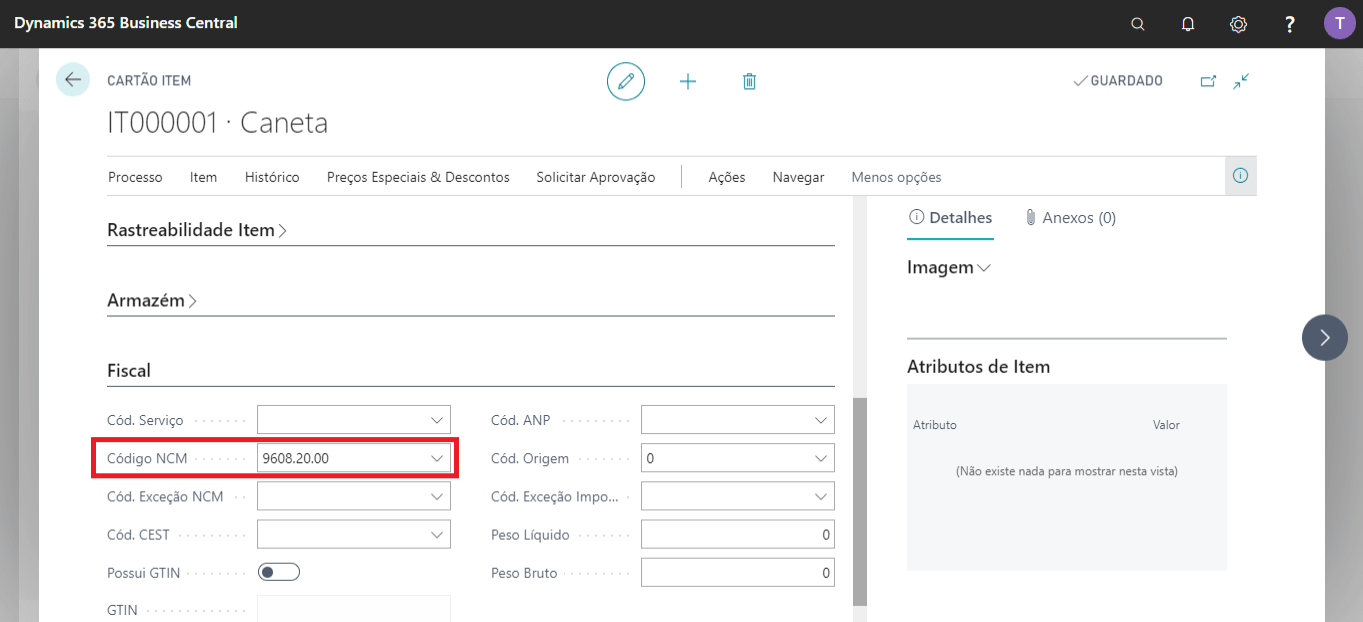 Dynamics 365 Business Central
?
T
CARTÃO ITEM
GUARDADO
IT000001 · Caneta
Processo Item Histórico Preços Especiais & Descontos Solicitar Aprovação Ações Navegar Menos opções
Rastreabilidade Item
Armazém
Fiscal
Cód. Serviço
Código NCM 9608.20.00
Cód. Exceção NCM
Cód. CEST
Possui GTIN
GTIN
Cód. ANP
Cód. Origem 0
Cód. Exceção Impo...
Peso Líquido 0
Peso Bruto 0
Detalhes Anexos (0)
Imagem
Atributos de Item
Atributo Valor
(Não existe nada para mostrar nesta vista)